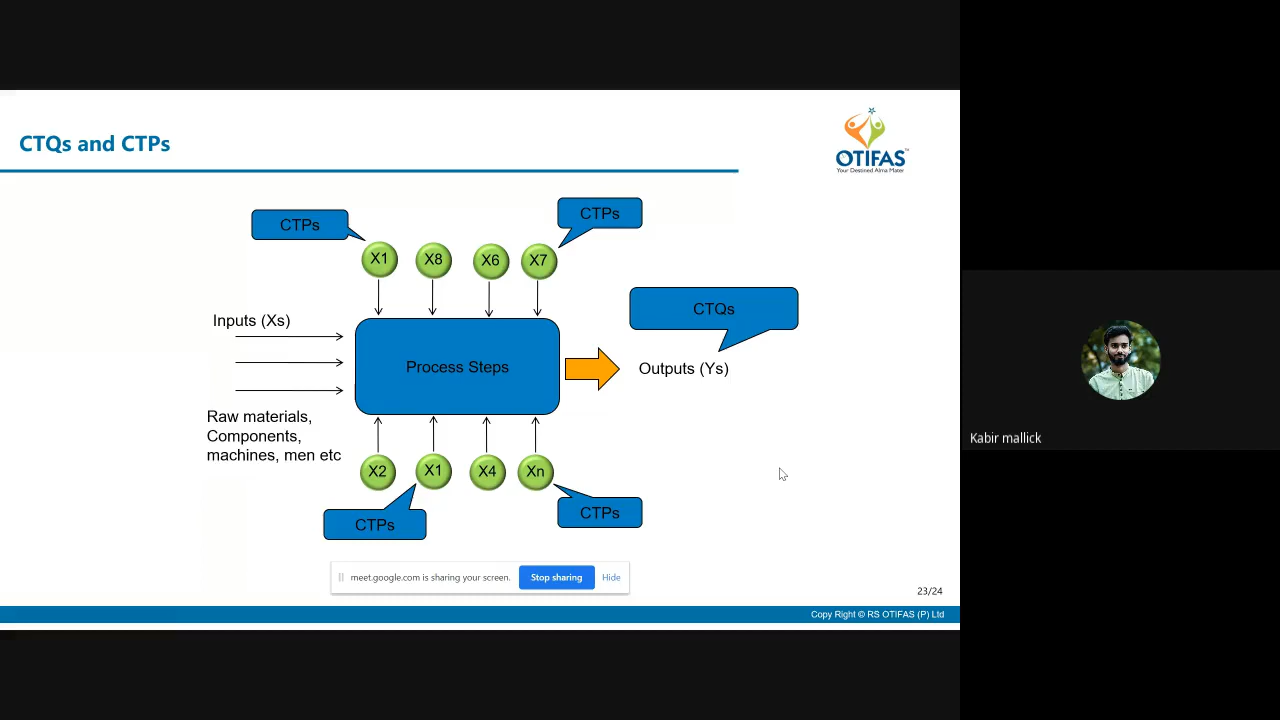 CTQs and CTPs
OTIFAS
Your Destined Alma Mater
CTPs
CTPs
X1
X8
X6
X7
CTQs
Inputs (Xs)
Process Steps
Outputs (Ys)
Raw materials,
Components,
machines, men etc
X2
X1
X4
Xn
CTPs
CTPs
meet.google.com is sharing your screen.
Stop sharing
Hide
23/24
Copy Right © RS OTIFAS (P) Ltd
Kabir mallick